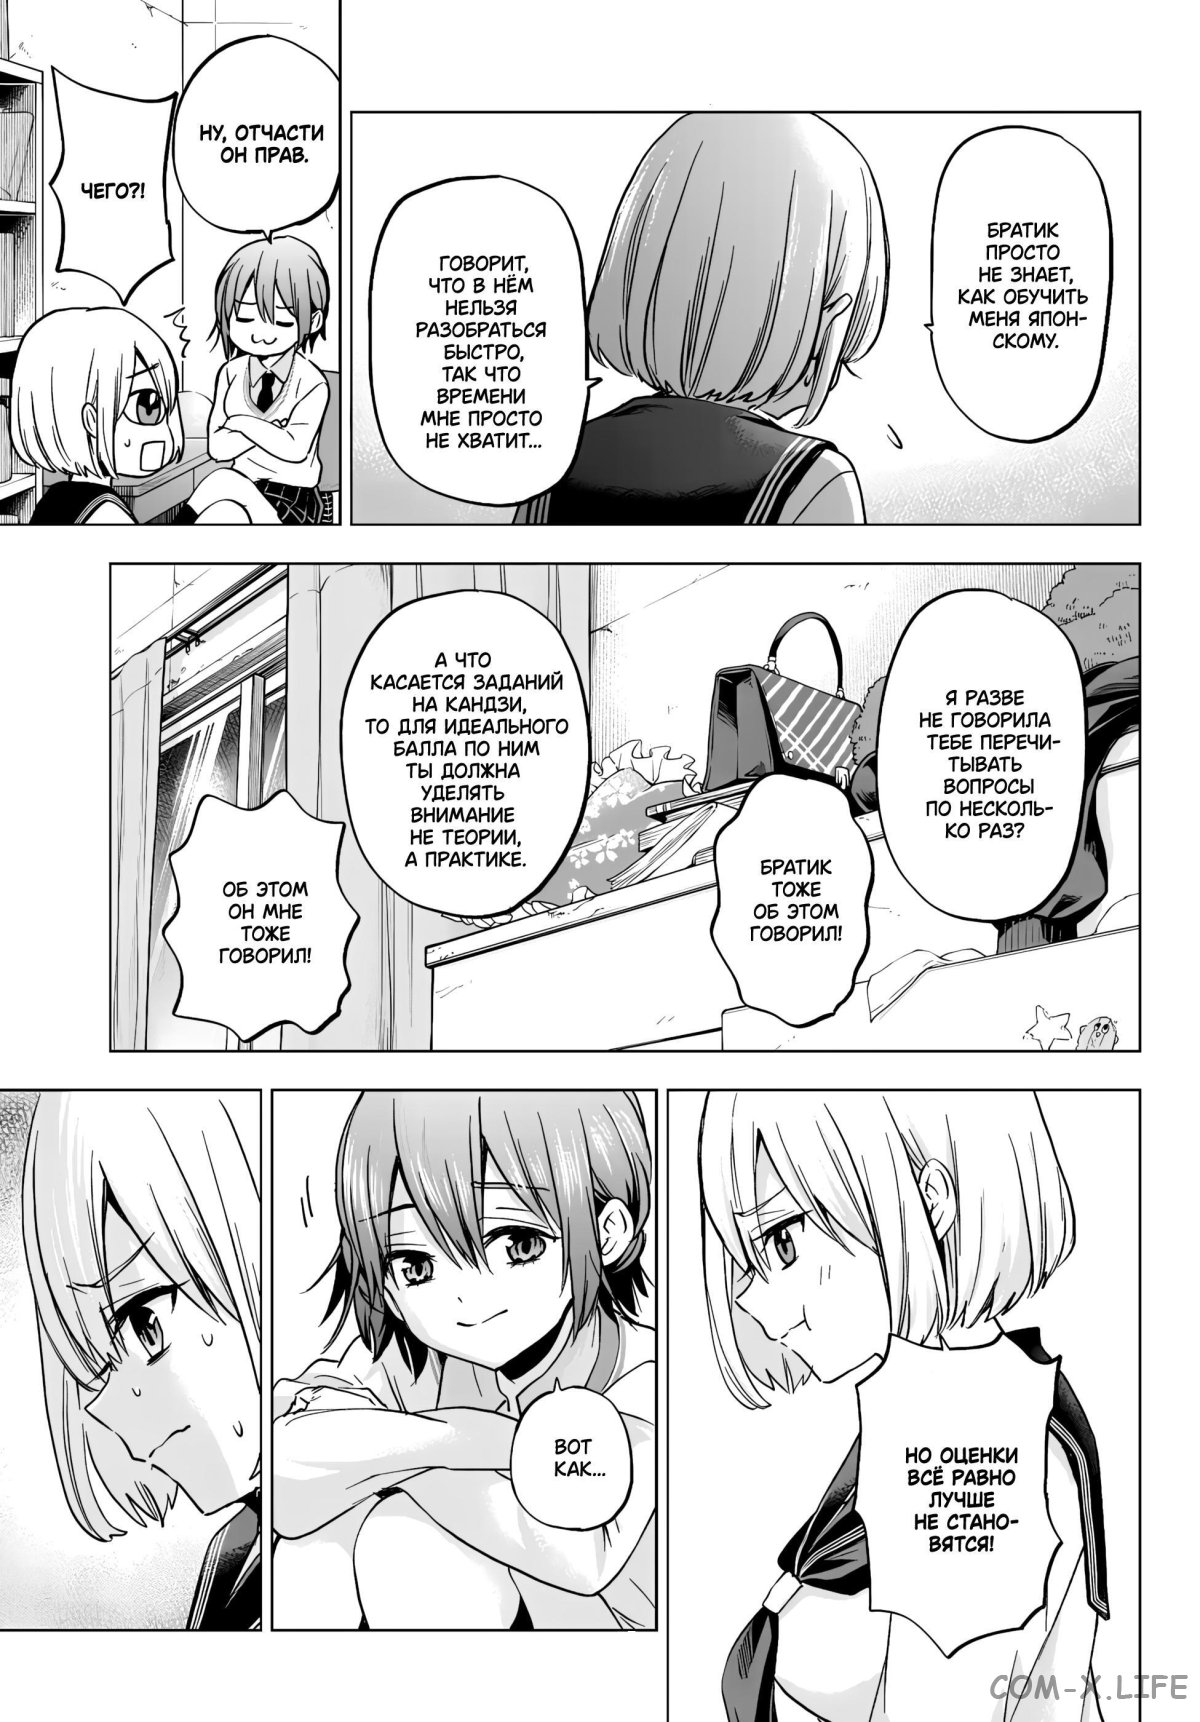 БРАТИК
ПРОСТО
НЕ ЗНАЕТ,
КАК ОБУЧИТЬ
МЕНЯ ЯПОН-
СКОМУ.
ГОВОРИТ,
ЧТО В НЁМ
НЕЛЬЗЯ
РАЗОБРАТЬСЯ
БЫСТРО,
ТАК ЧТО
ВРЕМЕНИ
МНЕ ПРОСТО
НЕ ХВАТИТ...
НУ, ОТЧАСТИ
ОН ПРАВ.
ЧЕГО?!
Я РАЗВЕ
НЕ ГОВОРИЛА
ТЕБЕ ПЕРЕЧИ-
ТЫВАТЬ
ВОПРОСЫ
ПО НЕСКОЛЬ-
КО РАЗ?
БРАТИК
ТОЖЕ
ОБ ЭТОМ
ГОВОРИЛ!
А ЧТО
КАСАЕТСЯ ЗАДАНИЙ
НА КАНДЗИ,
ТО ДЛЯ ИДЕАЛЬНОГО
БАЛЛА ПО НИМ
ТЫ ДОЛЖНА
УДЕЛЯТЬ
ВНИМАНИЕ
НЕ ТЕОРИИ,
А ПРАКТИКЕ.
ОБ ЭТОМ
ОН МНЕ
ТОЖЕ
ГОВОРИЛ!
НО ОЦЕНКИ
ВСЁ РАВНО
ЛУЧШЕ
НЕ СТАНО-
ВЯТСЯ!
ВОТ
КАК...
COM-X.LIFE